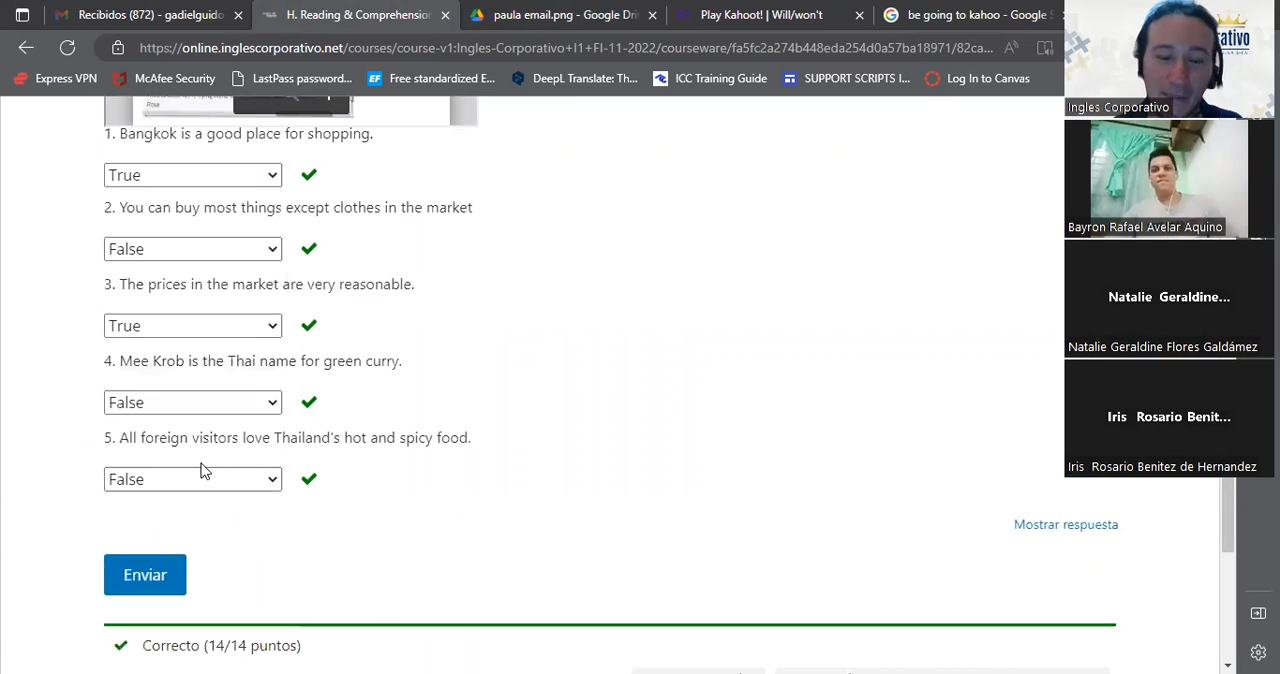 Recibidos (872) - gadielguido
H. Reading & Comprehension
paula email.png - Google Dri
Play Kahoot! | Will/won't
be going to kahoo - Google S
https://online.inglescorporativo.net/courses/course-v1:Ingles-Corporativo+I1+FI-11-2022/courseware/fa5fc2a274b448eda254d0a57ba18971/82ca...
Express VPN
McAfee Security
LastPass password...
EF Free standardized E...
DeepL Translate: Th...
ICC Training Guide
SUPPORT SCRIPTS I...
Log In to Canvas
Rose
1. Bangkok is a good place for shopping.
True
2. You can buy most things except clothes in the market
False
3. The prices in the market are very reasonable.
True
4. Mee Krob is the Thai name for green curry.
False
5. All foreign visitors love Thailand's hot and spicy food.
False
Mostrar respuesta
Enviar
Correcto (14/14 puntos)
Ingles Corporativo
Bayron Rafael Avelar Aquino
Natalie Geraldine...
Natalie Geraldine Flores Galdámez
Iris Rosario Benit...
Iris Rosario Benitez de Hernandez